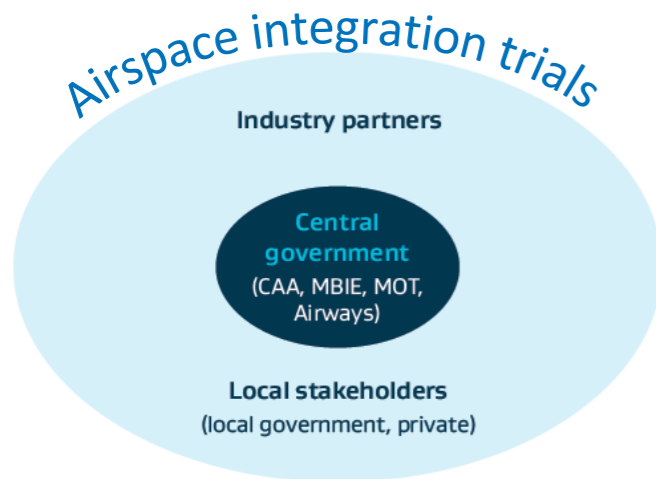 Airspace integration trials
Industry partners
Central
government
(CAA, MBIE, MOT,
Airways)
Local stakeholders
(local government, private)